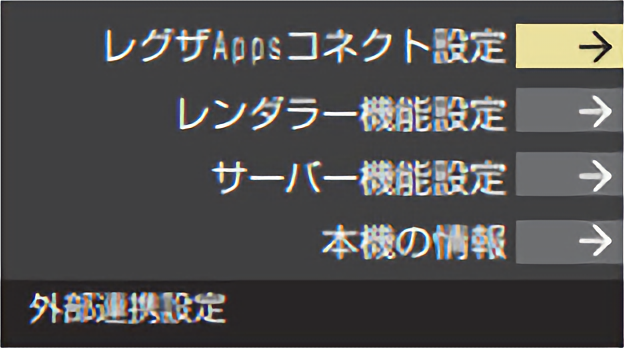 レグザAppsコネクト設定
レンダラー機能設定
サーバー機能設定
本機の情報
外部連携設定